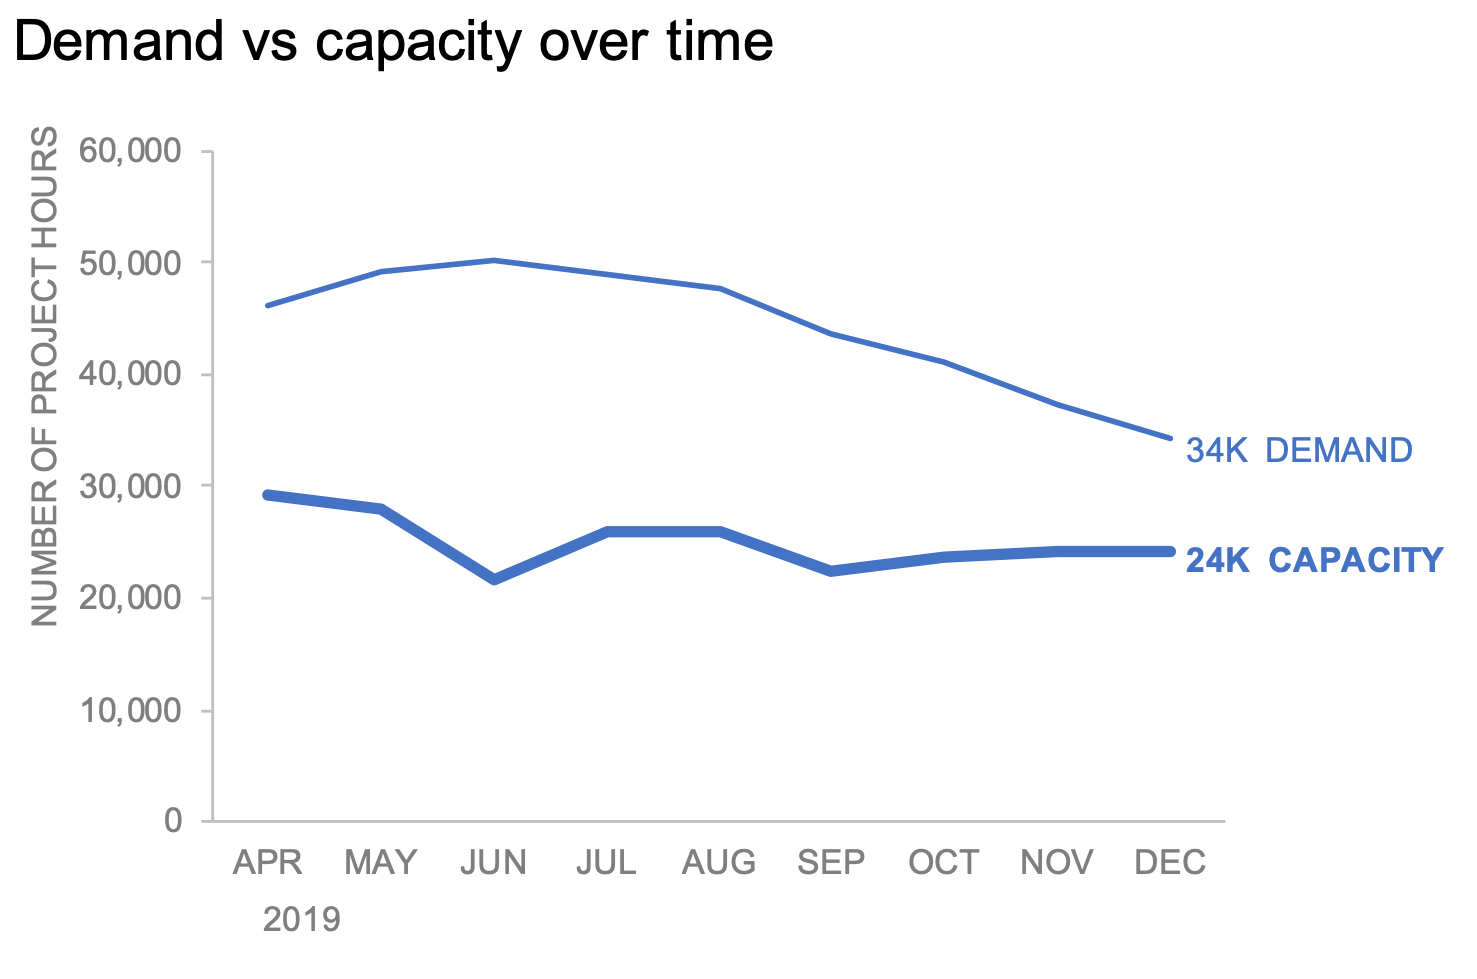 Demand vs capacity over time
NUMBER OF PROJECT HOURS
60,000
50,000
40,000
30,000
20,000
10,000
0
34K DEMAND
24K CAPACITY
APR MAY JUN JUL AUG SEP OCT NOV DEC
2019